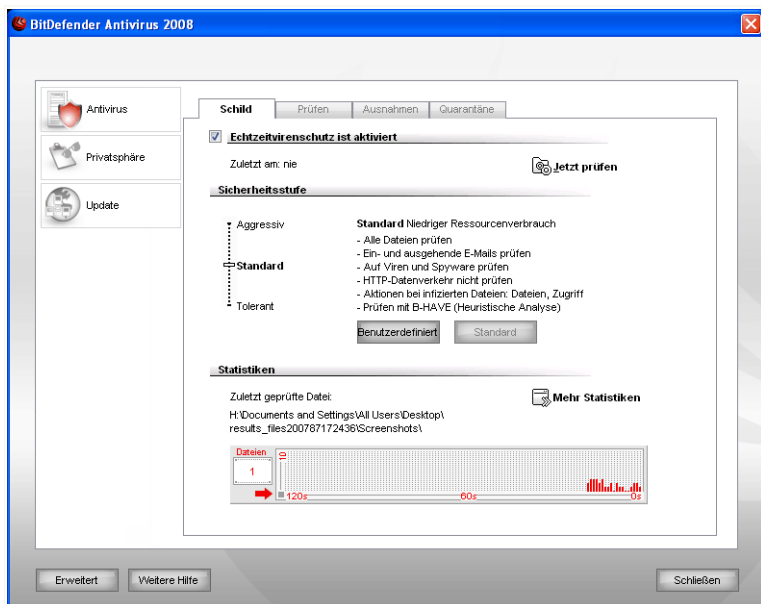 BitDefender Antivirus 2008
Antivirus
Privatsphäre
Update
Schild
Prüfen
Ausnahmen
Quarantäne
Echtzeitvirenschutz ist aktiviert
Zuletzt am: nie
Jetzt prüfen
Sicherheitsstufe
Aggressiv
Standard
Tolerant
Standard Niedriger Ressourcenverbrauch
- Alle Dateien prüfen
- Ein- und ausgehende E-Mails prüfen
- Auf Viren und Spyware prüfen
- HTTP-Datenverkehr nicht prüfen
- Aktionen bei infizierten Dateien: Dateien, Zugriff
- Prüfen mit B-HAVE (Heuristische Analyse)
Benutzerdefiniert
Standard
Statistiken
Zuletzt geprüfte Datei:
Mehr Statistiken
H:\Documents and Settings\All Users\Desktop\
results_files200787172436\Screenshots\
Dateien
1
10
120s
60s
0s
Erweitert
Weitere Hilfe
Schließen